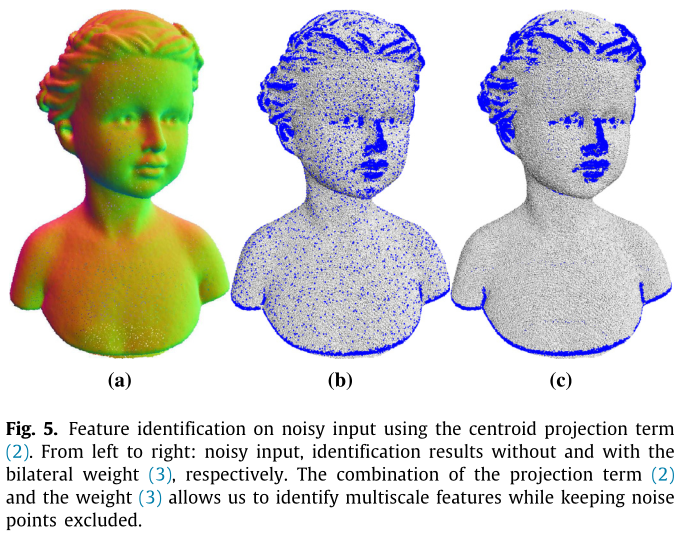 (a) (b) (c)
Fig. 5. Feature identification on noisy input using the centroid projection term
(2). From left to right: noisy input, identification results without and with the
bilateral weight (3), respectively. The combination of the projection term (2)
and the weight (3) allows us to identify multiscale features while keeping noise
points excluded.